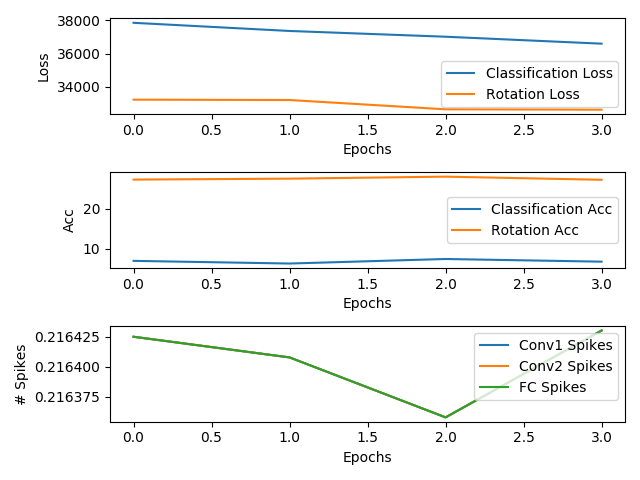 38000
36000
34000
Loss
Classification Loss
Rotation Loss
0.0 0.5 1.0 1.5 2.0 2.5 3.0
Epochs
20
10
Acc
Classification Acc
Rotation Acc
0.0 0.5 1.0 1.5 2.0 2.5 3.0
Epochs
0.216425
0.216400
0.216375
# Spikes
Conv1 Spikes
Conv2 Spikes
FC Spikes
0.0 0.5 1.0 1.5 2.0 2.5 3.0
Epochs